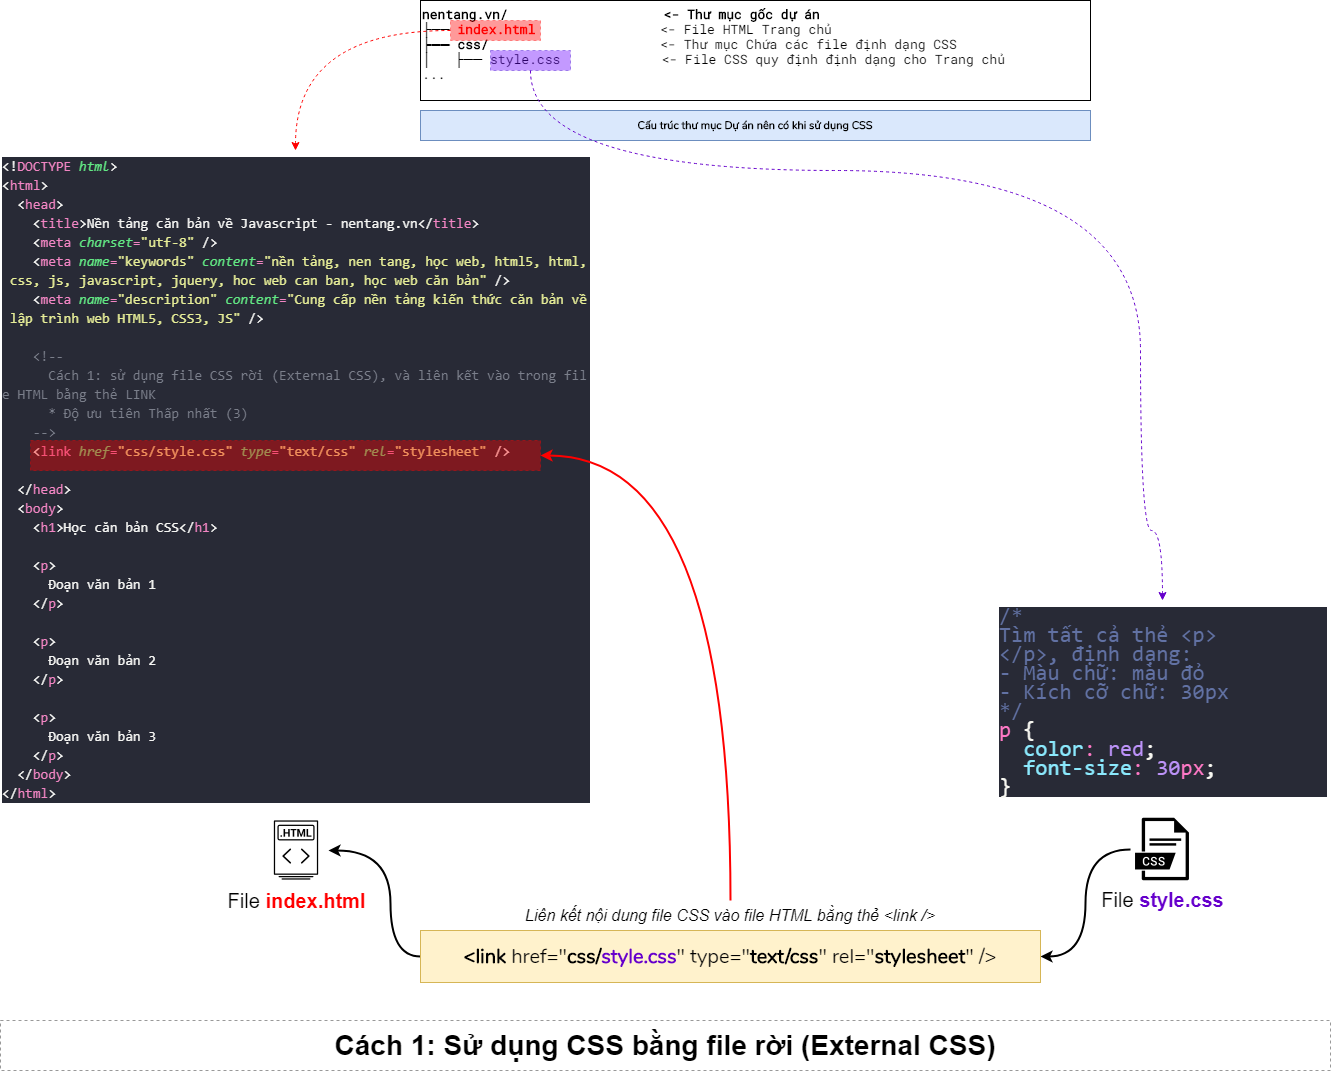 nentang.vn/ <- Thư mục gốc dự án
├── index.html <- File HTML Trang chủ
├── css/ <- Thư mục Chứa các file định dạng CSS
│ ├── style.css <- File CSS quy định định dạng cho Trang chủ
...
Cấu trúc thư mục Dự án nên có khi sử dụng CSS
<!DOCTYPE html>
<html>
<head>
<title>Nền tảng căn bản về Javascript - nentang.vn</title>
<meta charset="utf-8" />
<meta name="keywords" content="nền tảng, nen tang, học web, html5, html,
css, js, javascript, jquery, hoc web can ban, học web căn bản" />
<meta name="description" content="Cung cấp nền tảng kiến thức căn bản về
lập trình web HTML5, CSS3, JS" />
<!--
Cách 1: sử dụng file CSS rời (External CSS), và liên kết vào trong fil
e HTML bằng thẻ LINK
* Độ ưu tiên Thấp nhất (3)
-->
<link href="css/style.css" type="text/css" rel="stylesheet" />
</head>
<body>
<h1>Học căn bản CSS</h1>
<p>
Đoạn văn bản 1
</p>
<p>
Đoạn văn bản 2
</p>
<p>
Đoạn văn bản 3
</p>
</body>
</html>
/*
Tìm tất cả thẻ <p>
</p>, định dạng:
- Màu chữ: màu đỏ
- Kích cỡ chữ: 30px
*/
p {
color: red;
font-size: 30px;
}
.HTML
< >
File index.html
CSS
File style.css
Liên kết nội dung file CSS vào file HTML bằng thẻ <link />
<link href="css/style.css" type="text/css" rel="stylesheet" />
Cách 1: Sử dụng CSS bằng file rời (External CSS)